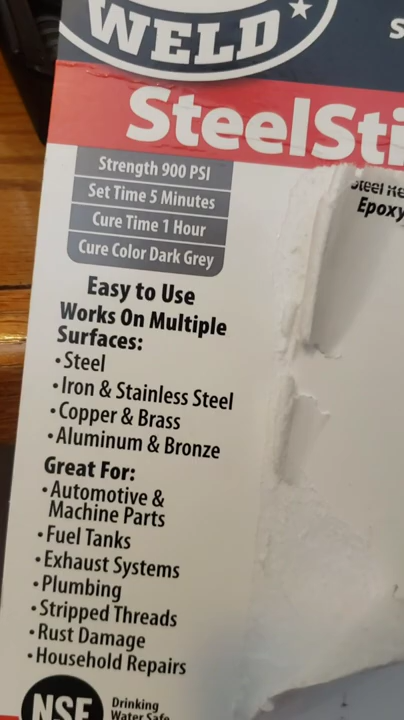 WELD
SteelSti
Strength 900 PSI
Set Time 5 Minutes
Cure Time 1 Hour
Cure Color Dark Grey
Epoxy
Easy to Use
Works On Multiple
Surfaces:
• Steel
• Iron & Stainless Steel
• Copper & Brass
• Aluminum & Bronze
Great For:
• Automotive &
Machine Parts
• Fuel Tanks
• Exhaust Systems
• Plumbing
• Stripped Threads
• Rust Damage
• Household Repairs
NSF
Drinking
Water Safe